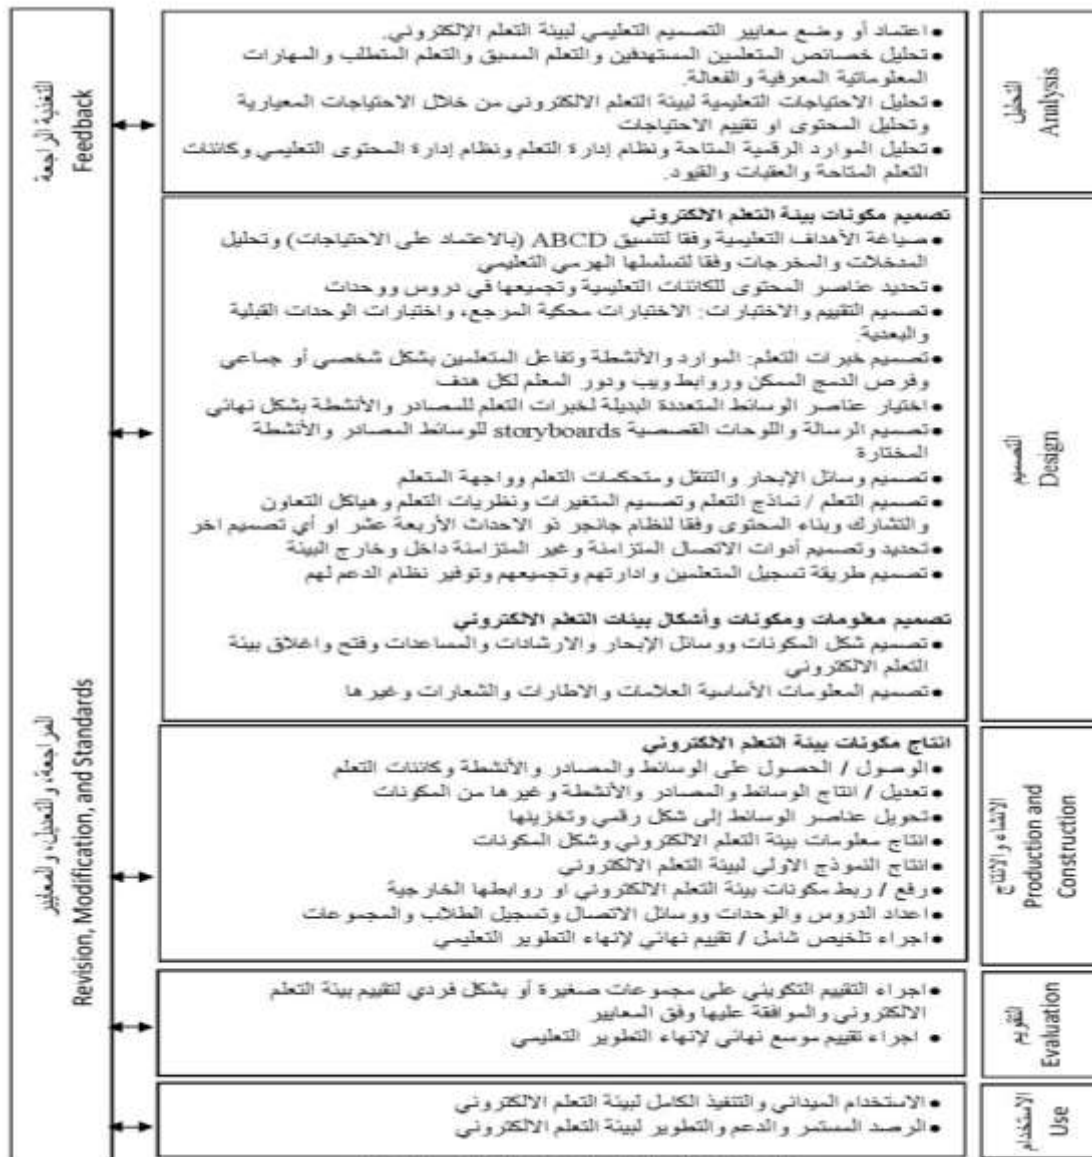 التحليل
Analysis
● اعتماد أو وضع معايير التصميم التعليمي لبيئة التعلم الإلكتروني.
● تحليل خصائص المتعلمين المستهدفين والتعلم المسبق والتعلم المتطلب والمهارات
المعلوماتية المعرفية والفعالة.
● تحليل الاحتياجات التعليمية لبيئة التعلم الالكتروني من خلال الاحتياجات المعيارية
وتحليل المحتوى او تقييم الاحتياجات
● تحليل الموارد الرقمية المتاحة ونظام إدارة التعلم ونظام إدارة المحتوى التعليمي وكائنات
التعلم المتاحة والعقبات والقيود.
التصميم
Design
تصميم مكونات بيئة التعلم الالكتروني
● صياغة الأهداف التعليمية وفقا لتنسيق ABCD (بالاعتماد على الاحتياجات) وتحليل
المدخلات والمخرجات وفقا لتسلسلها الهرمي التعليمي
● تحديد عناصر المحتوى للكائنات التعليمية وتجميعها في دروس ووحدات
● تصميم التقييم والاختبارات: الاختبارات محكية المرجع، واختبارات الوحدات القبلية
والبعدية.
● تصميم خبرات التعلم: الموارد والأنشطة وتفاعل المتعلمين بشكل شخصي أو جماعي
وفرص الدمج الممكن وروابط ويب ودور المعلم لكل هدف
● اختيار عناصر الوسائط المتعددة البديلة لخبرات التعلم للمصادر والأنشطة بشكل نهائي
● تصميم الرسالة واللوحات القصصية storyboards للوسائط المصادر والأنشطة
المختارة
● تصميم وسائل الإبحار والتنقل ومتحكمات التعلم وواجهة المتعلم
● تصميم التعلم / نماذج التعلم وتصميم المتغيرات ونظريات التعلم وهياكل التعاون
والتشارك وبناء المحتوى وفقا لنظام جانجر ذو الاحداث الأربعة عشر او أي تصميم اخر
● تحديد وتصميم أدوات الاتصال المتزامنة وغير المتزامنة داخل وخارج البيئة
● تصميم طريقة تسجيل المتعلمين وادارتهم وتجميعهم وتوفير نظام الدعم لهم
تصميم معلومات ومكونات وأشكال بيئات التعلم الالكتروني
● تصميم شكل المكونات ووسائل الإبحار والارشادات والمساعدات وفتح واغلاق بيئة
التعلم الالكتروني
● تصميم المعلومات الأساسية العلامات والاطارات والشعارات وغيرها
الانشاء والانتاج
Production and
Construction
انتاج مكونات بيئة التعلم الالكتروني
● الوصول / الحصول على الوسائط والمصادر والأنشطة وكائنات التعلم
● تعديل / انتاج الوسائط والمصادر والأنشطة وغيرها من المكونات
● تحويل عناصر الوسائط إلى شكل رقمي وتخزينها
● انتاج معلومات بيئة التعلم الالكتروني وشكل المكونات
● انتاج النموذج الاولي لبيئة التعلم الالكتروني
● رفع / ربط مكونات بيئة التعلم الالكتروني او روابطها الخارجية
● اعداد الدروس والوحدات ووسائل الاتصال وتسجيل الطلاب والمجموعات
● اجراء تلخيص شامل / تقييم نهائي لإنهاء التطوير التعليمي
التقويم
Evaluation
● اجراء التقييم التكويني على مجموعات صغيرة أو بشكل فردي لتقييم بيئة التعلم
الالكتروني والموافقة عليها وفق المعايير
● اجراء تقييم موسع نهائي لإنهاء التطوير التعليمي
الاستخدام
Use
● الاستخدام الميداني والتنفيذ الكامل لبيئة التعلم الالكتروني
● الرصد المستمر والدعم والتطوير لبيئة التعلم الالكتروني
التغذية الراجعة
Feedback
المراجعة، والتعديل، والمعايير
Revision, Modification, and Standards